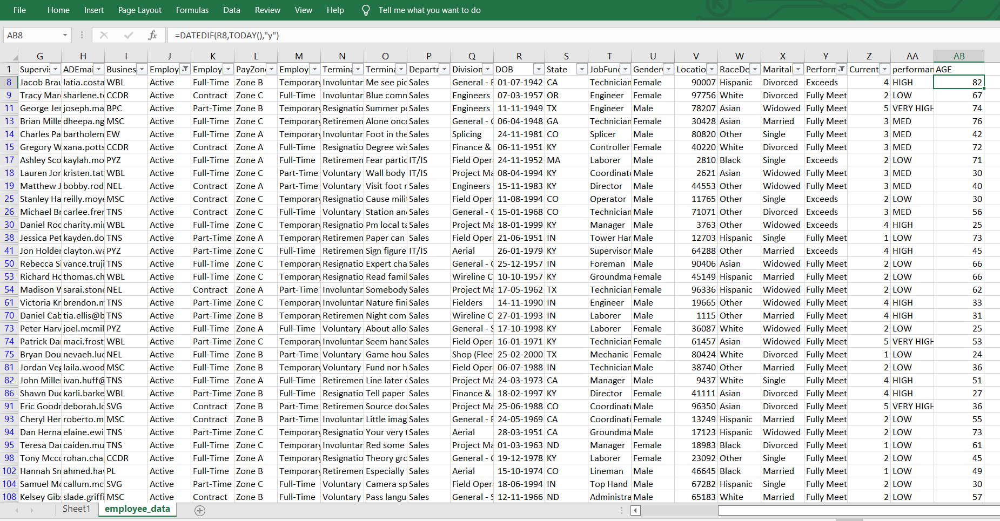 File Home Insert Page Layout Formulas Data Review View Help Tell me what you want to do
AB8 fx =DATEDIF(R8,TODAY(),"y")
G H I J K L M N O P Q R S T U V W X Y Z AA AB
1 Supervi ADEmai Busines Employ Employ PayZon Employ Termina Termina Departr Division DOB State JobFunc Gender Locatio RaceDe Marital Perform Current performan AGE
8 Jacob Brau latia.costa WBL Active Full-Time Zone B Temporary Involuntar Me see pic Sales General - E 01-07-1942 CA Technician Female 90007 Hispanic Divorced Exceeds 4 HIGH 82
9 Tracy Mar sharlene.te CCDR Active Contract Zone C Full-Time Involuntar Blue comn Sales Engineers 07-03-1957 OR Engineer Female 97756 White Divorced Fully Meet 2 LOW 67
11 George Jer joseph.ma BPC Active Part-Time Zone B Temporary Resignatio Summer pe Sales Engineers 11-11-1949 TX Engineer Male 78207 Asian Widowed Fully Meet 5 VERY HIGH 74
13 Brian Mille dheepa.ng MSC Active Full-Time Zone C Temporary Retiremen Alone once Sales General - C 06-04-1948 GA Technician Female 30428 Asian Married Fully Meet 3 MED 76
14 Charles Pa bartholem EW Active Full-Time Zone A Temporary Involuntar Foot in the Sales Splicing 24-11-1981 CO Splicer Male 80820 Other Single Fully Meet 3 MED 42
15 Gregory W xana.potts CCDR Active Contract Zone A Full-Time Resignatio Degree wis Sales Finance & 06-11-1951 KY Controller Female 40220 White Divorced Fully Meet 3 MED 72
17 Ashley Sco kaylah.mo PYZ Active Full-Time Zone A Full-Time Retiremen Fear partic IT/IS Field Oper 24-11-1952 MA Laborer Male 2810 Black Single Exceeds 2 LOW 71
18 Lauren Jor kristen.tat WBL Active Full-Time Zone C Part-Time Voluntary Wall body IT/IS Project Ma 08-04-1994 KY Coordinato Male 2621 Asian Widowed Fully Meet 3 MED 30
19 Matthew J bobby.rod NEL Active Contract Zone A Part-Time Voluntary Visit foot r Sales Engineers 15-11-1983 KY Director Male 44553 Other Widowed Fully Meet 3 MED 40
25 Stanley Ha reilly.moye MSC Active Contract Zone C Temporary Resignatio Cause mili Sales Field Oper 11-08-1994 CO Operator Male 11765 Other Single Exceeds 2 LOW 30
26 Michael Br carlee.frer TNS Active Contract Zone C Full-Time Voluntary Station an Sales General - C 15-01-1968 CO Technician Male 71071 Other Divorced Exceeds 3 MED 56
30 Daniel Roc charity.mi WBL Active Full-Time Zone C Temporary Resignatio Pm local ta Sales Project Ma 18-01-1999 KY Manager Male 3763 Other Widowed Exceeds 4 HIGH 25
38 Jessica Pet kayden.do TNS Active Part-Time Zone A Temporary Retiremen Paper can Sales Field Oper 21-06-1951 IN Tower Har Male 12703 Hispanic Single Fully Meet 1 LOW 73
41 Jon Holder clayton.wa PYZ Active Part-Time Zone C Full-Time Retiremen Sign figure IT/IS Aerial 26-01-1979 KY Supervisor Male 64288 Other Married Exceeds 4 HIGH 45
50 Rebecca Si vance.truji TNS Active Full-Time Zone C Temporary Resignatio Expert cha Sales General - C 25-12-1957 IN Foreman Male 90406 Asian Widowed Fully Meet 2 LOW 66
53 Richard Ho thomas.ch WBL Active Full-Time Zone C Temporary Resignatio Read famil Sales Wireline C 10-10-1957 KY Groundma Female 45149 Hispanic Married Fully Meet 2 LOW 66
54 Madison W sarai.stone NEL Active Contract Zone A Part-Time Involuntar Somebody Sales Project Ma 17-05-1962 TX Technician Female 96336 Hispanic Widowed Fully Meet 2 LOW 62
61 Victoria Kr brendon.m TNS Active Part-Time Zone C Temporary Involuntar Nature fini Sales Fielders 14-11-1990 IN Engineer Male 19665 Other Widowed Fully Meet 4 HIGH 33
70 Daniel Cab tia.ellis@b TNS Active Part-Time Zone B Temporary Retiremen Night com Sales Wireline C 27-01-1993 IN Laborer Male 1115 Other Married Fully Meet 4 HIGH 31
73 Peter Harv joel.mcmil PYZ Active Full-Time Zone A Full-Time Voluntary About allo Sales General - S 17-10-1998 KY Laborer Female 36087 White Widowed Fully Meet 2 LOW 25
74 Patrick Da maci.frost WBL Active Part-Time Zone C Temporary Involuntar Seem hand Sales Field Oper 16-01-1971 KY Technician Female 61457 Asian Widowed Fully Meet 5 VERY HIGH 53
75 Bryan Dou nevaeh.luc NEL Active Full-Time Zone B Part-Time Voluntary Game hou Sales Shop (Flee 25-02-2000 TX Mechanic Female 80424 White Divorced Fully Meet 1 LOW 24
81 Jordan Veg laila.wood MSC Active Full-Time Zone B Temporary Voluntary Fund nor h Sales Field Oper 06-07-1988 IN Technician Male 38740 Other Married Fully Meet 2 LOW 36
82 John Mille ivan.huff@ TNS Active Full-Time Zone A Full-Time Retiremen Line later c Sales Project Ma 24-03-1973 CA Manager Male 9437 White Single Fully Meet 4 HIGH 51
86 Shawn Duc karli.barke WBL Active Part-Time Zone B Full-Time Resignatio Tell paper Sales Finance & 18-02-1997 KY Director Female 41111 Asian Divorced Fully Meet 4 HIGH 27
91 Eric Goodr deborah.lo SVG Active Contract Zone B Part-Time Retiremen Source doc Sales Project Ma 25-06-1988 CO Coordinato Male 96350 Asian Divorced Fully Meet 5 VERY HIGH 36
93 Cheryl Her roberto.m MSC Active Contract Zone B Part-Time Involuntar Little imag Sales General - E 24-05-1969 CA Coordinato Female 13249 Hispanic Married Fully Meet 2 LOW 55
94 Dan Herna elaine.ewi TNS Active Part-Time Zone C Temporary Resignatio Your very t Sales Aerial 28-03-1951 CA Groundma Male 17123 Hispanic Widowed Fully Meet 2 LOW 73
95 Teresa Dar caiden.mu TNS Active Full-Time Zone C Temporary Involuntar Red some Sales Project Ma 01-03-1963 ND Manager Female 18983 Black Divorced Fully Meet 1 LOW 61
98 Tony Mcco rohan.cha CCDR Active Full-Time Zone A Temporary Resignatio Theory gro Sales General - C 19-12-1978 KY Laborer Female 23092 Other Single Fully Meet 2 LOW 45
102 Hannah Sn ahmed.hav PL Active Full-Time Zone B Temporary Retiremen Especially Sales Aerial 15-10-1974 CO Lineman Male 46645 Black Married Fully Meet 1 LOW 49
104 Samuel Mc callum.mc SVG Active Part-Time Zone C Full-Time Voluntary Camera sp Sales Field Oper 18-06-1994 IN Top Hand Male 67282 Hispanic Single Fully Meet 2 LOW 30
108 Kelsey Gib slade.griffi MSC Active Contract Zone B Full-Time Voluntary Pass langu Sales General - S 12-11-1966 ND Administra Male 65183 White Married Fully Meet 2 LOW 57
Sheet1 employee_data